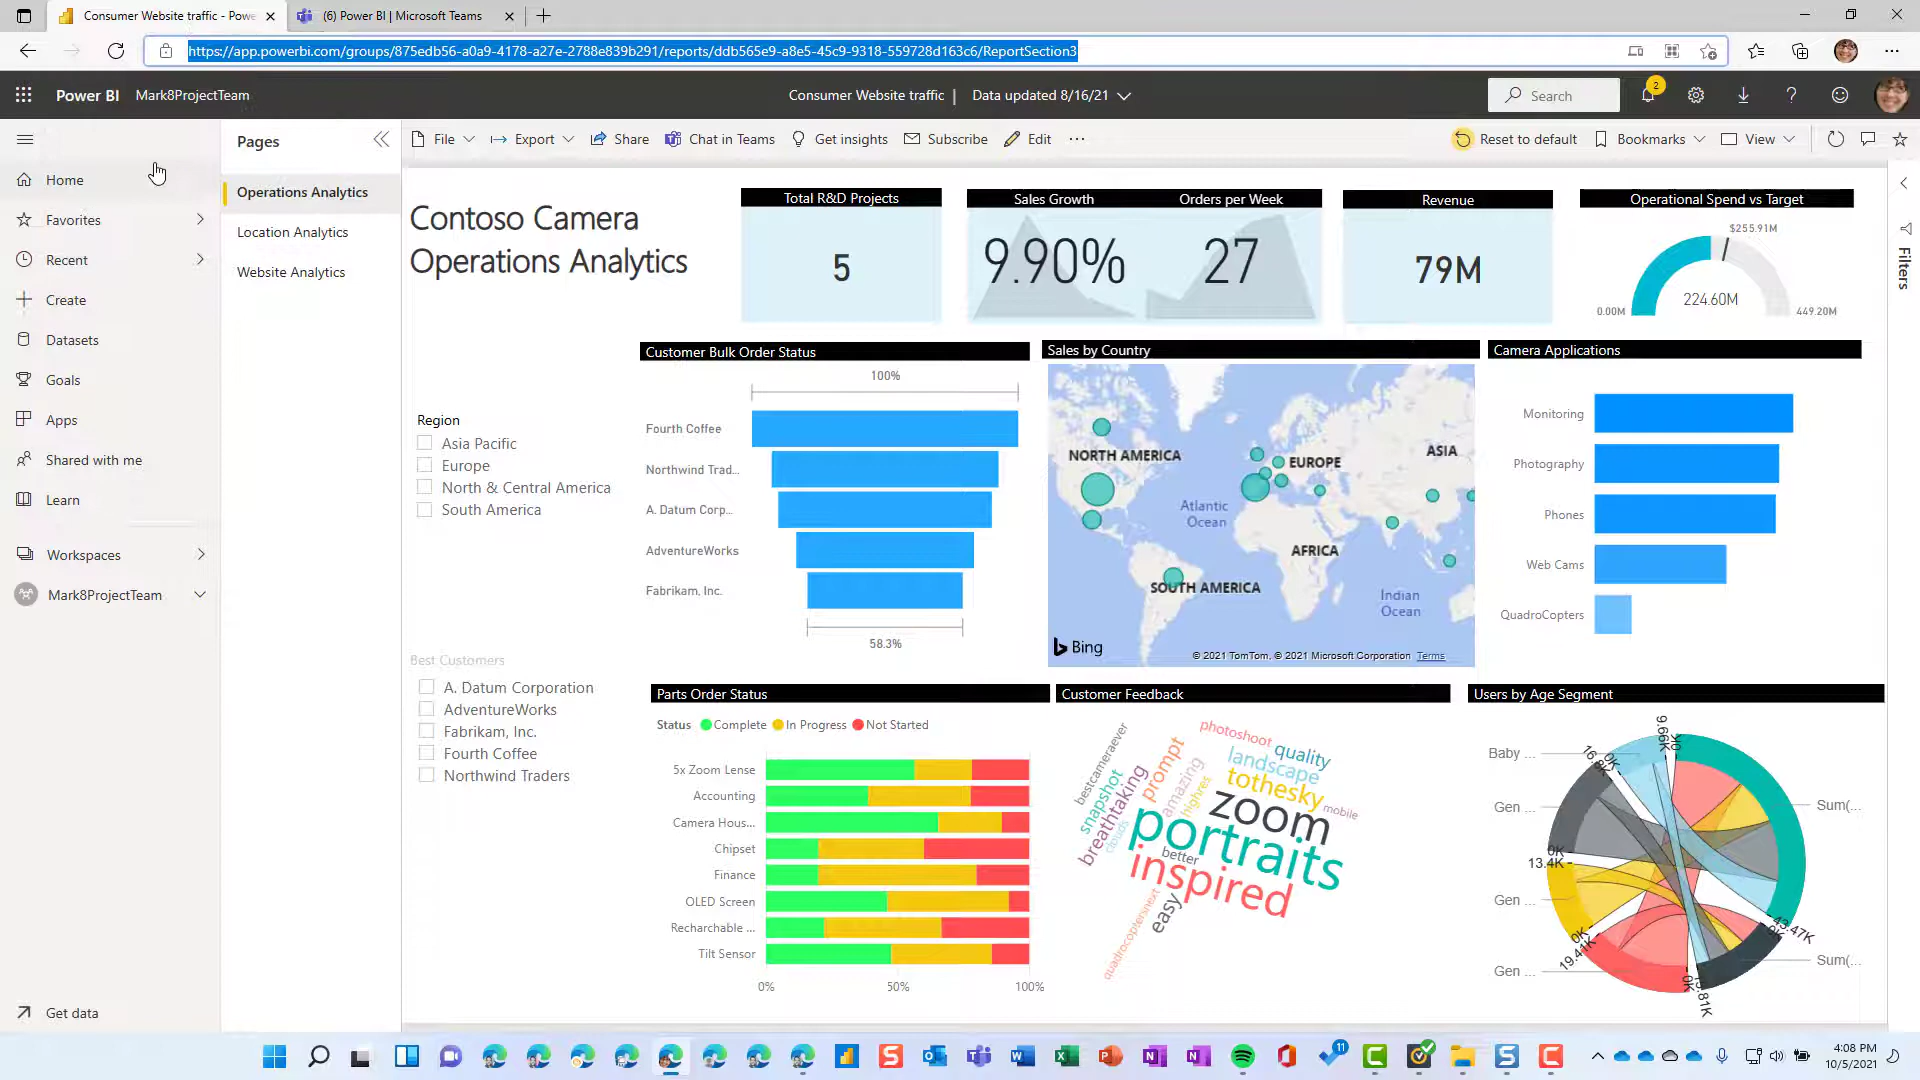 Consumer Website traffic - Powe
(6) Power BI | Microsoft Teams
https://app.powerbi.com/groups/875edb56-a0a9-4178-a27e-2788e839b291/reports/ddb565e9-a8e5-45c9-9318-559728d163c6/ReportSection3
Power BI Mark8ProjectTeam
Consumer Website traffic | Data updated 8/16/21
Search
2
Home
Favorites
Recent
Create
Datasets
Goals
Apps
Shared with me
Learn
Workspaces
Mark8ProjectTeam
Get data
Pages
Operations Analytics
Location Analytics
Website Analytics
File Export Share Chat in Teams Get insights Subscribe Edit ...
Reset to default Bookmarks View
Filters
Contoso Camera
Operations Analytics
Total R&D Projects
5
Sales Growth Orders per Week
9.90% 27
Revenue
79M
Operational Spend vs Target
$255.91M
224.60M
0.00M 449.20M
Region
Asia Pacific
Europe
North & Central America
South America
Best Customers
A. Datum Corporation
AdventureWorks
Fabrikam, Inc.
Fourth Coffee
Northwind Traders
Customer Bulk Order Status
100%
Fourth Coffee
Northwind Trad...
A. Datum Corp...
AdventureWorks
Fabrikam, Inc.
58.3%
Sales by Country
NORTH AMERICA
EUROPE
ASIA
Atlantic
Ocean
AFRICA
SOUTH AMERICA
Indian
Ocean
Bing
© 2021 TomTom, © 2021 Microsoft Corporation Terms
Camera Applications
Monitoring
Photography
Phones
Web Cams
QuadroCopters
Parts Order Status
Status Complete In Progress Not Started
5x Zoom Lense
Accounting
Camera Hous...
Chipset
Finance
OLED Screen
Recharchable ...
Tilt Sensor
0% 50% 100%
Customer Feedback
bestcameraever
snapshot
breathtaking
clouds
prompt
amazing
highres
photoshoot
quality
landscape
tothesky
mobile
zoom
portraits
better
inspired
easy
quadrocoptersnext
Users by Age Segment
Baby ...
Gen ...
Gen ...
Gen ...
Sum(...
Sum(...
9.66K
0K
16.8K
0K
0K
13.4K
0K
19.41K
0K
43.47K
4:08 PM
10/5/2021
11